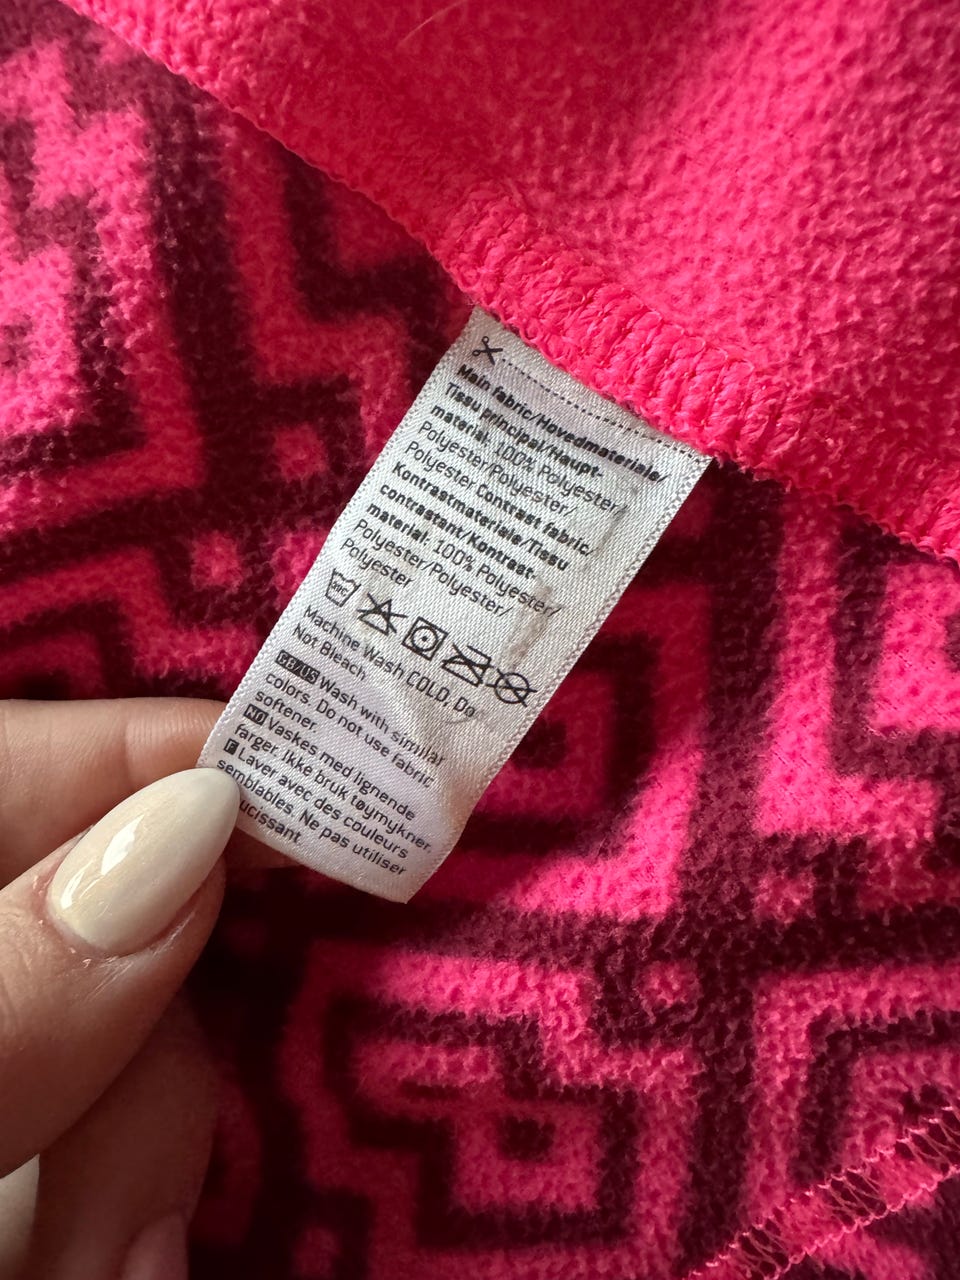 Main fabric/Hovedmateriale/
Tissu principal/Haupt-
material: 100% Polyester/
Polyester/Polyester/
Polyester Contrast fabric/
Kontrastmateriale/Tissu
contrastant/Kontrast-
material: 100% Polyester/
Polyester/Polyester/
Polyester
Machine Wash COLD, Do
Not Bleach
GB/US Wash with similar
colors. Do not use fabric
softener.
NO Vaskes med lignende
farger. Ikke bruk tøymykner.
F Laver avec des couleurs
semblables. Ne pas utiliser
ucissant